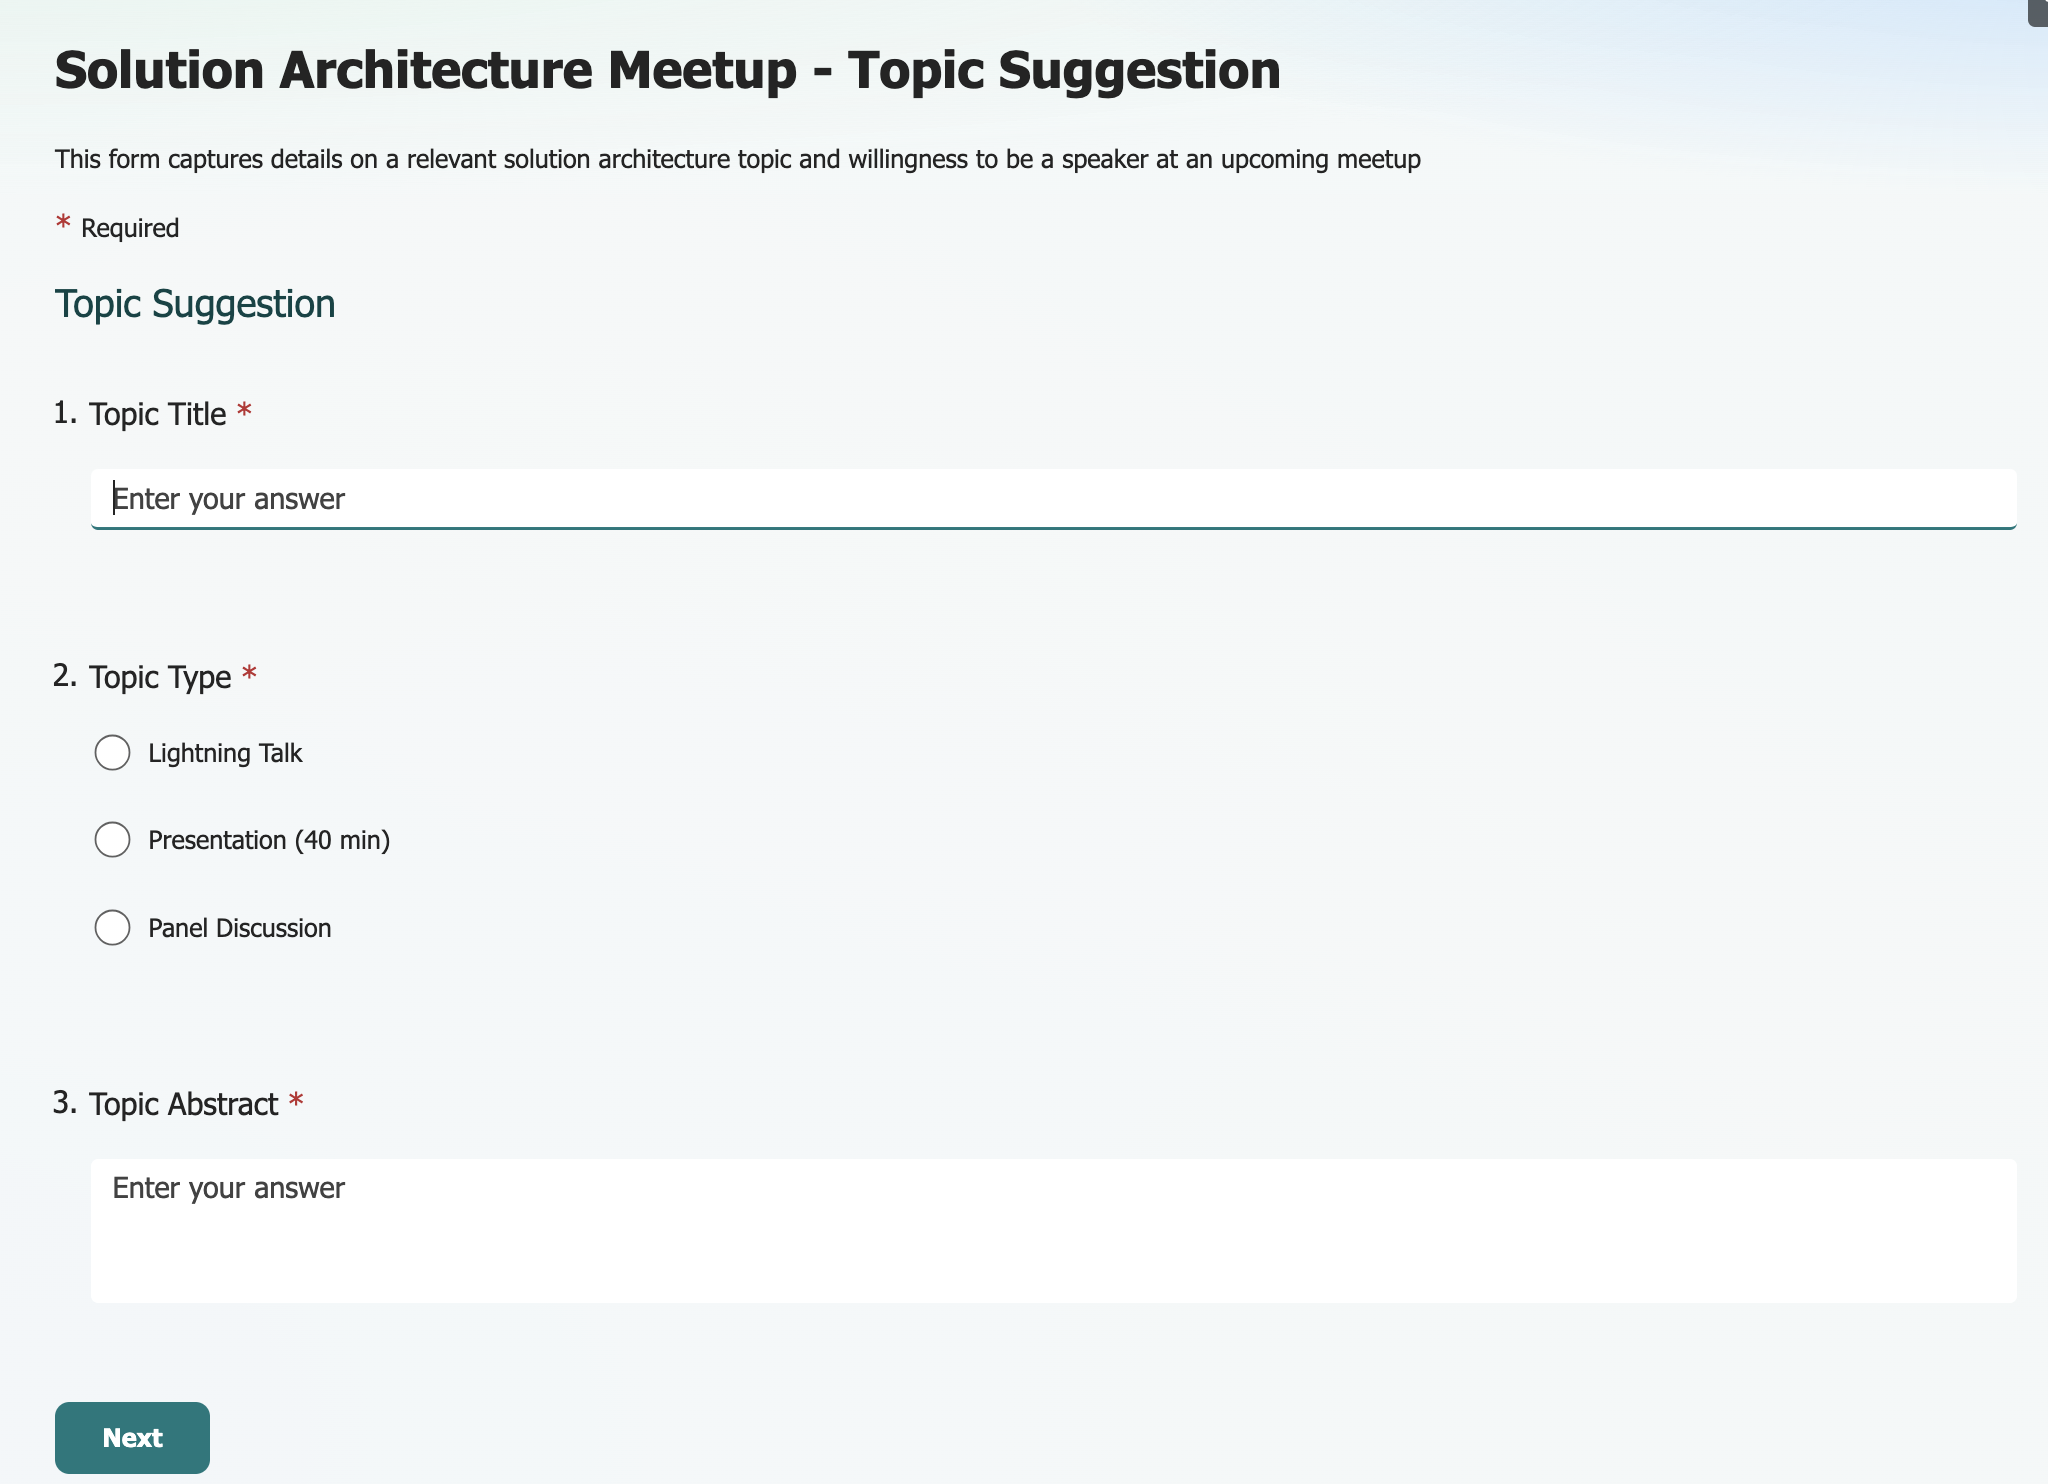 Solution Architecture Meetup - Topic Suggestion
This form captures details on a relevant solution architecture topic and willingness to be a speaker at an upcoming meetup
* Required
Topic Suggestion
1. Topic Title *
Enter your answer
2. Topic Type *
Lightning Talk
Presentation (40 min)
Panel Discussion
3. Topic Abstract *
Enter your answer
Next